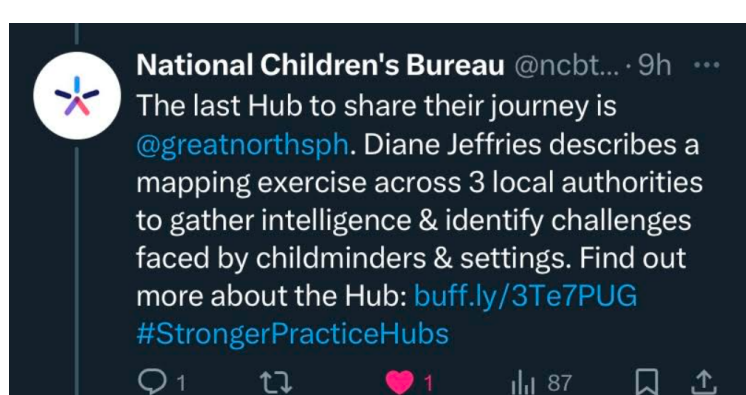 National Children's Bureau @ncbt... · 9h ···
The last Hub to share their journey is
@greatnorthsph. Diane Jeffries describes a
mapping exercise across 3 local authorities
to gather intelligence & identify challenges
faced by childminders & settings. Find out
more about the Hub: buff.ly/3Te7PUG
#StrongerPracticeHubs
1 1 87